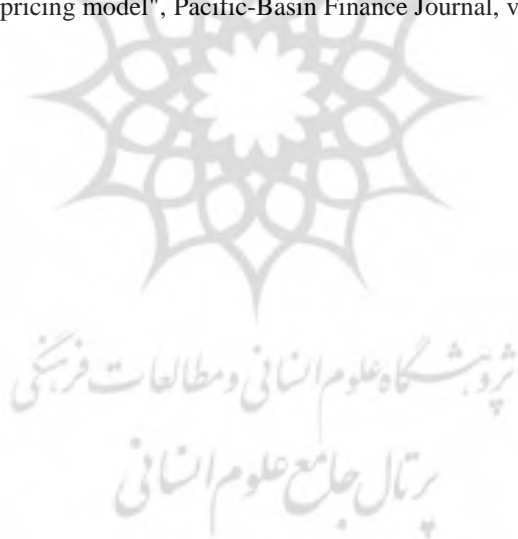 pricing model", Pacific-Basin Finance Journal, v
پژوهشگاه علوم انسانی و مطالعات فرهنگی
پرتال جامع علوم انسانی